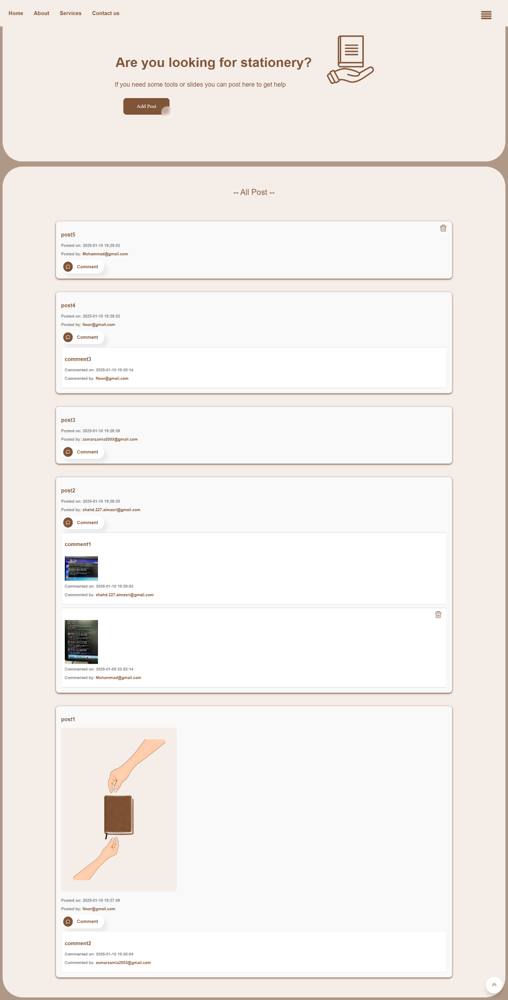 Home About Services Contact us
Are you looking for stationery?
If you need some tools or slides you can post here to get help
Add Post
-- All Post --
post5
Posted on: 2025-01-10 19:29:02
Posted by: Mohammad@gmail.com
Comment
post4
Posted on: 2025-01-10 19:28:52
Posted by: Noor@gmail.com
Comment
comment3
Commented on: 2025-01-10 19:30:14
Commented by: Noor@gmail.com
post3
Posted on: 2025-01-10 19:28:39
Posted by: asmarsamia2003@gmail.com
Comment
post2
Posted on: 2025-01-10 19:28:20
Posted by: shahd.227.almasri@gmail.com
Comment
comment1
Commented on: 2025-01-10 19:29:53
Commented by: shahd.227.almasri@gmail.com
Commented on: 2025-01-09 23:52:14
Commented by: Mohammad@gmail.com
post1
Posted on: 2025-01-10 19:27:49
Posted by: Noor@gmail.com
Comment
comment2
Commented on: 2025-01-10 19:30:04
Commented by: asmarsamia2003@gmail.com